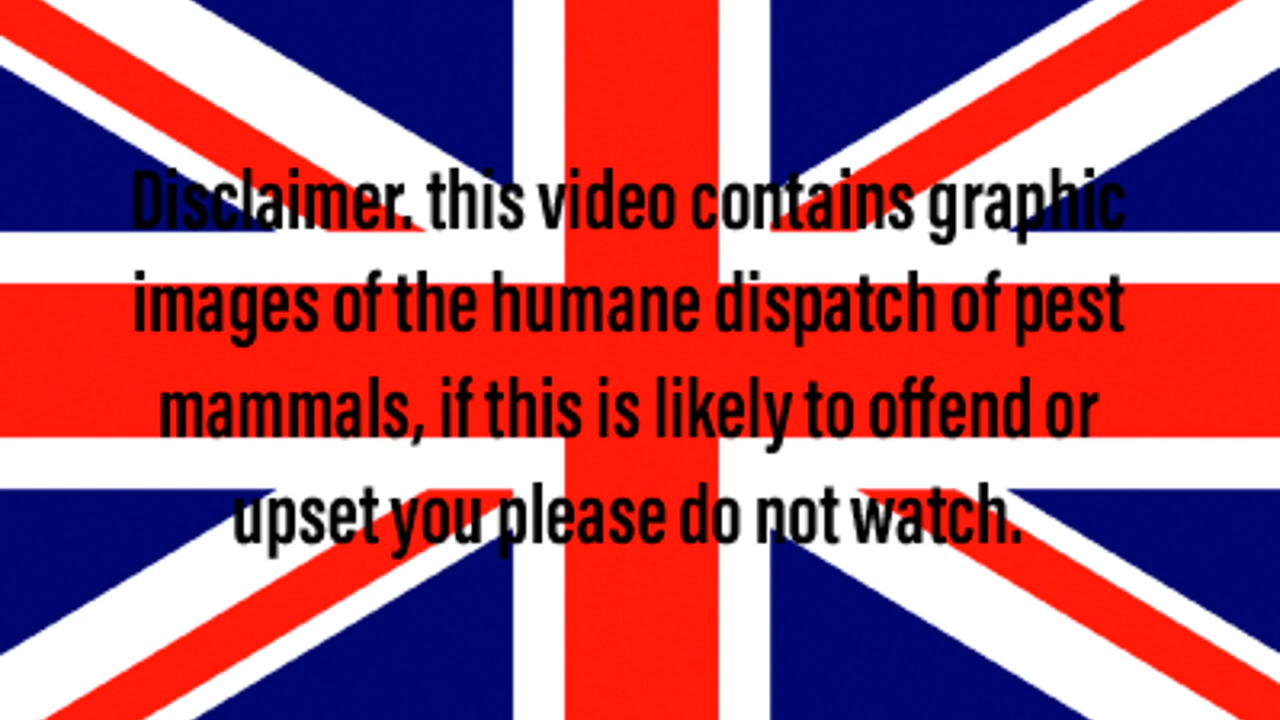 Disclaimer. this video contains graphic
images of the humane dispatch of pest
mammals, if this is likely to offend or
upset you please do not watch.